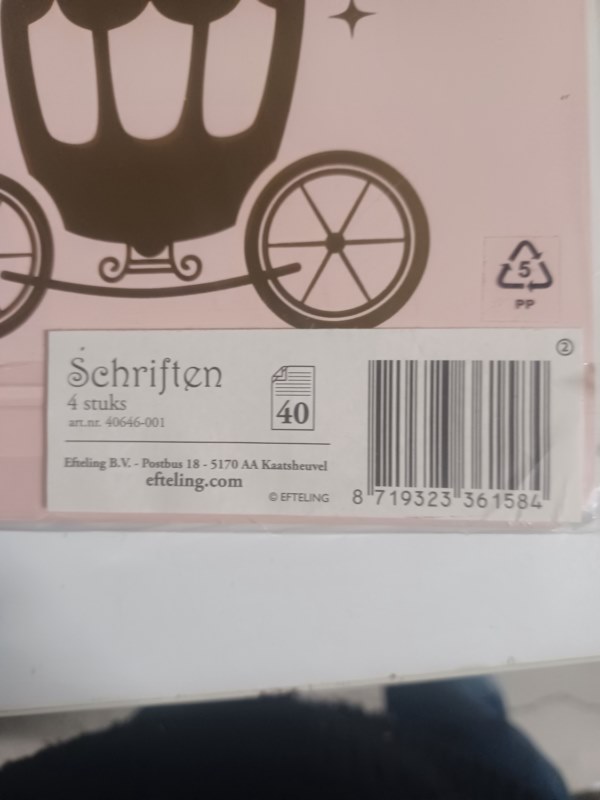 5
PP
②
Schriften
4 stuks
art.nr. 40646-001
40
Efteling B.V. - Postbus 18 - 5170 AA Kaatsheuvel
efteling.com
© EFTELING
8 719323 361584